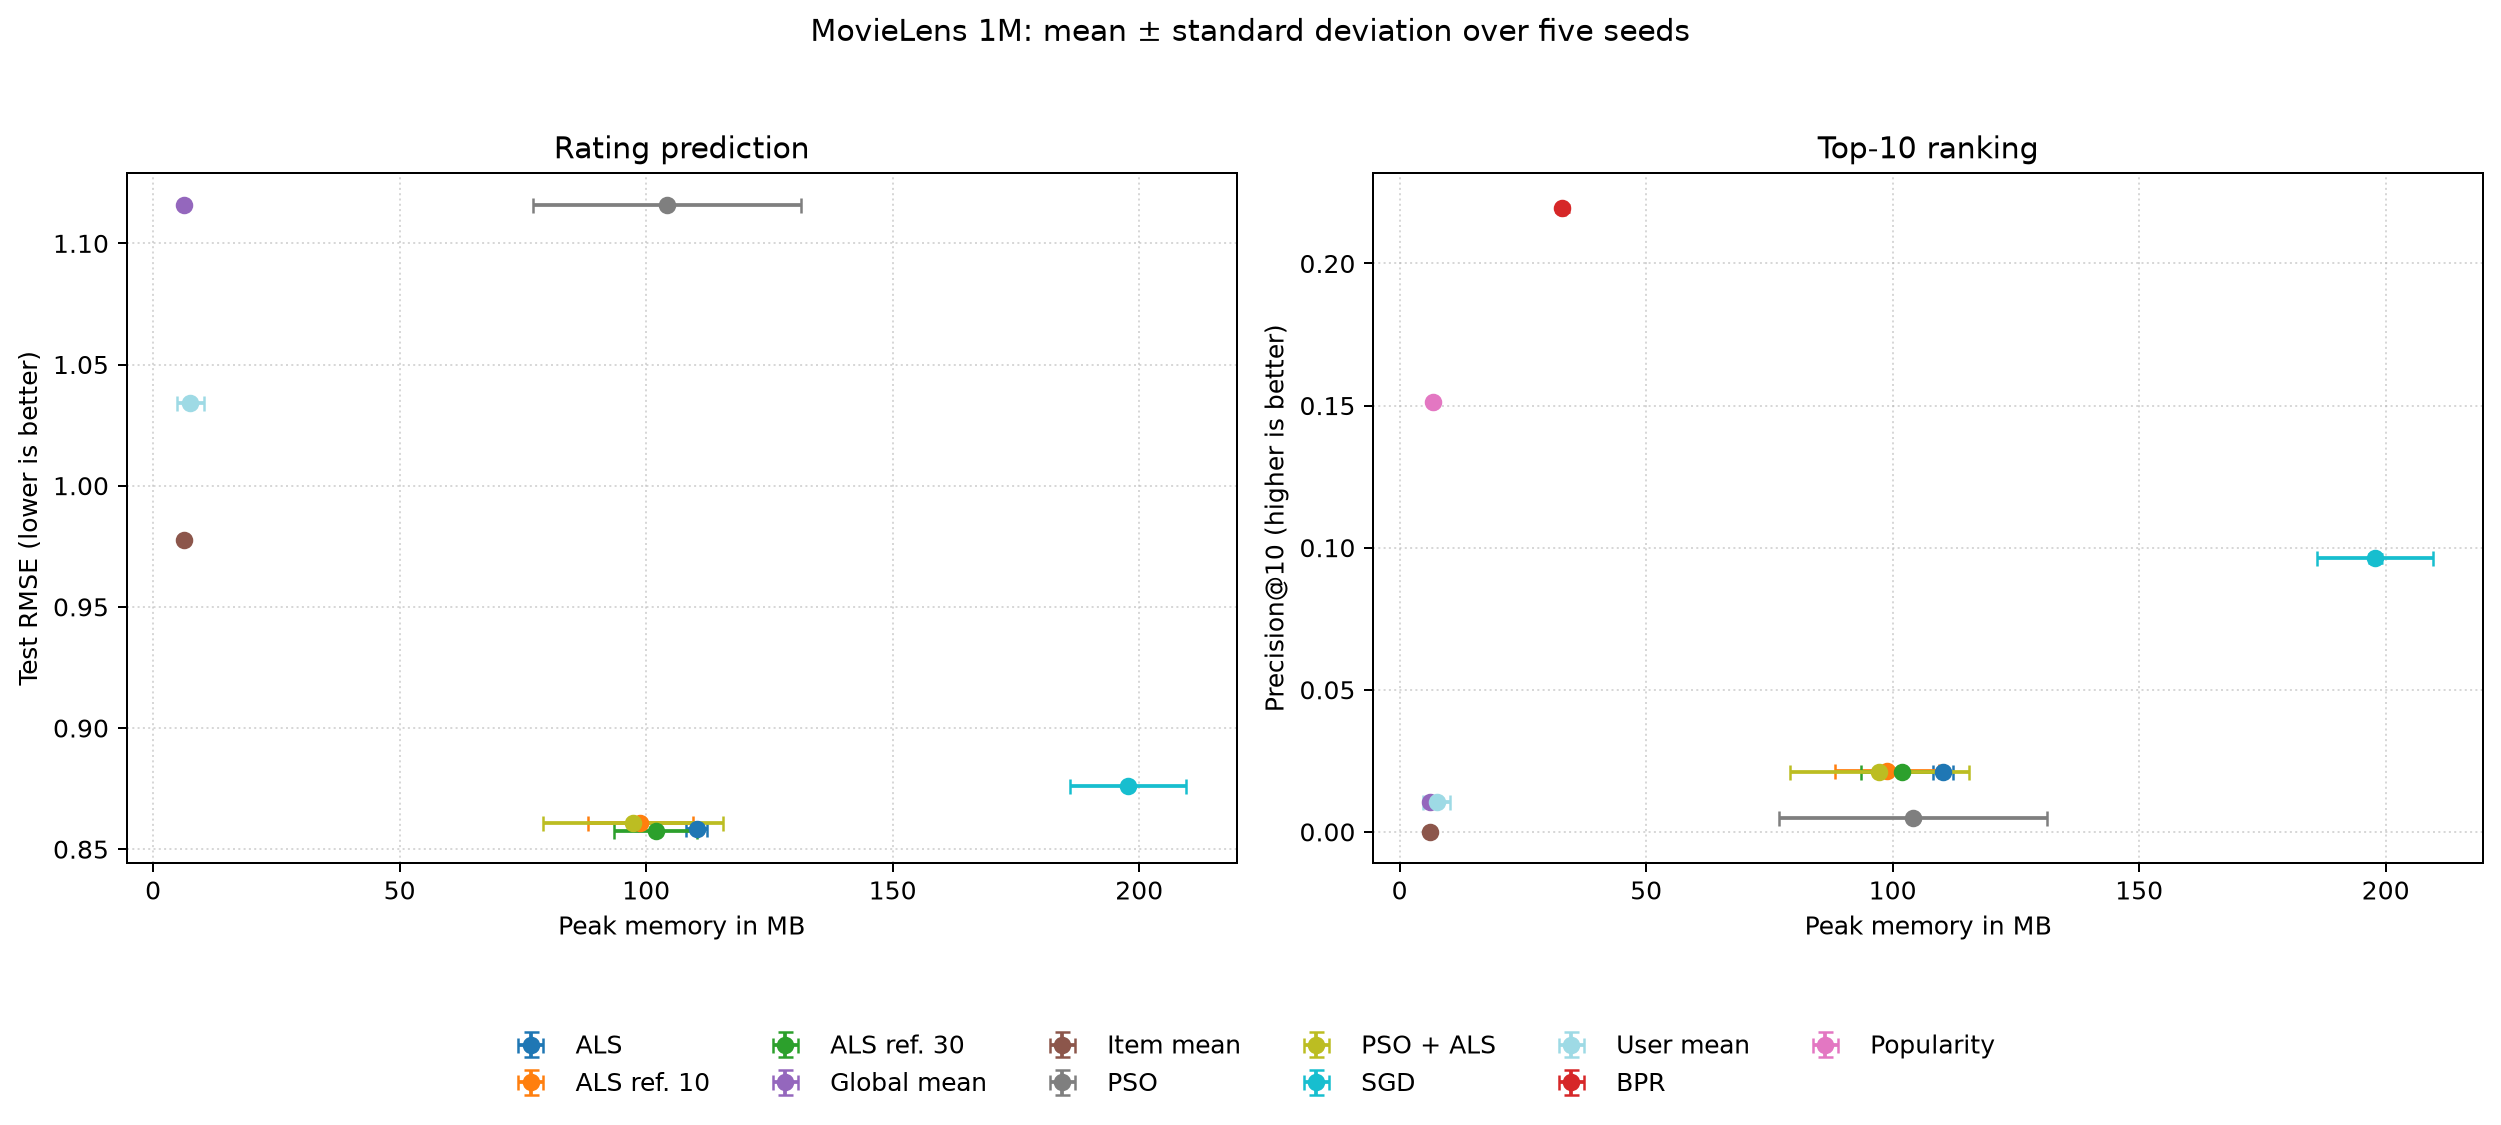 MovieLens 1M: mean ± standard deviation over five seeds
Rating prediction
Test RMSE (lower is better)
1.10
1.05
1.00
0.95
0.90
0.85
0 50 100 150 200
Peak memory in MB
Top-10 ranking
Precision@10 (higher is better)
0.20
0.15
0.10
0.05
0.00
0 50 100 150 200
Peak memory in MB
ALS ALS ref. 30 Item mean PSO + ALS User mean Popularity
ALS ref. 10 Global mean PSO SGD BPR